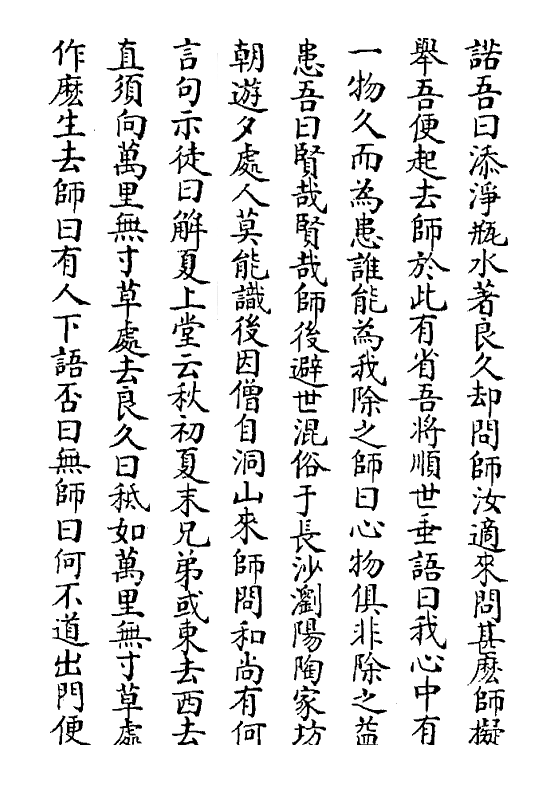 諾吾曰添淨瓶水著良久却問師汝適來問甚麽師擬
舉吾便起去師於此有省吾將順世垂語曰我心中有
一物久而為患誰能為我除之師曰心物俱非除之益
患吾曰賢哉賢哉師後避世混俗于長沙瀏陽陶家坊
朝遊夕處人莫能識後因僧自洞山來師問和尚有何
言句示徒曰解夏上堂云秋初夏末兄弟或東去西去
直須向萬里無寸草處去良久曰秪如萬里無寸草處
作麽生去師曰有人下語否曰無師曰何不道出門便